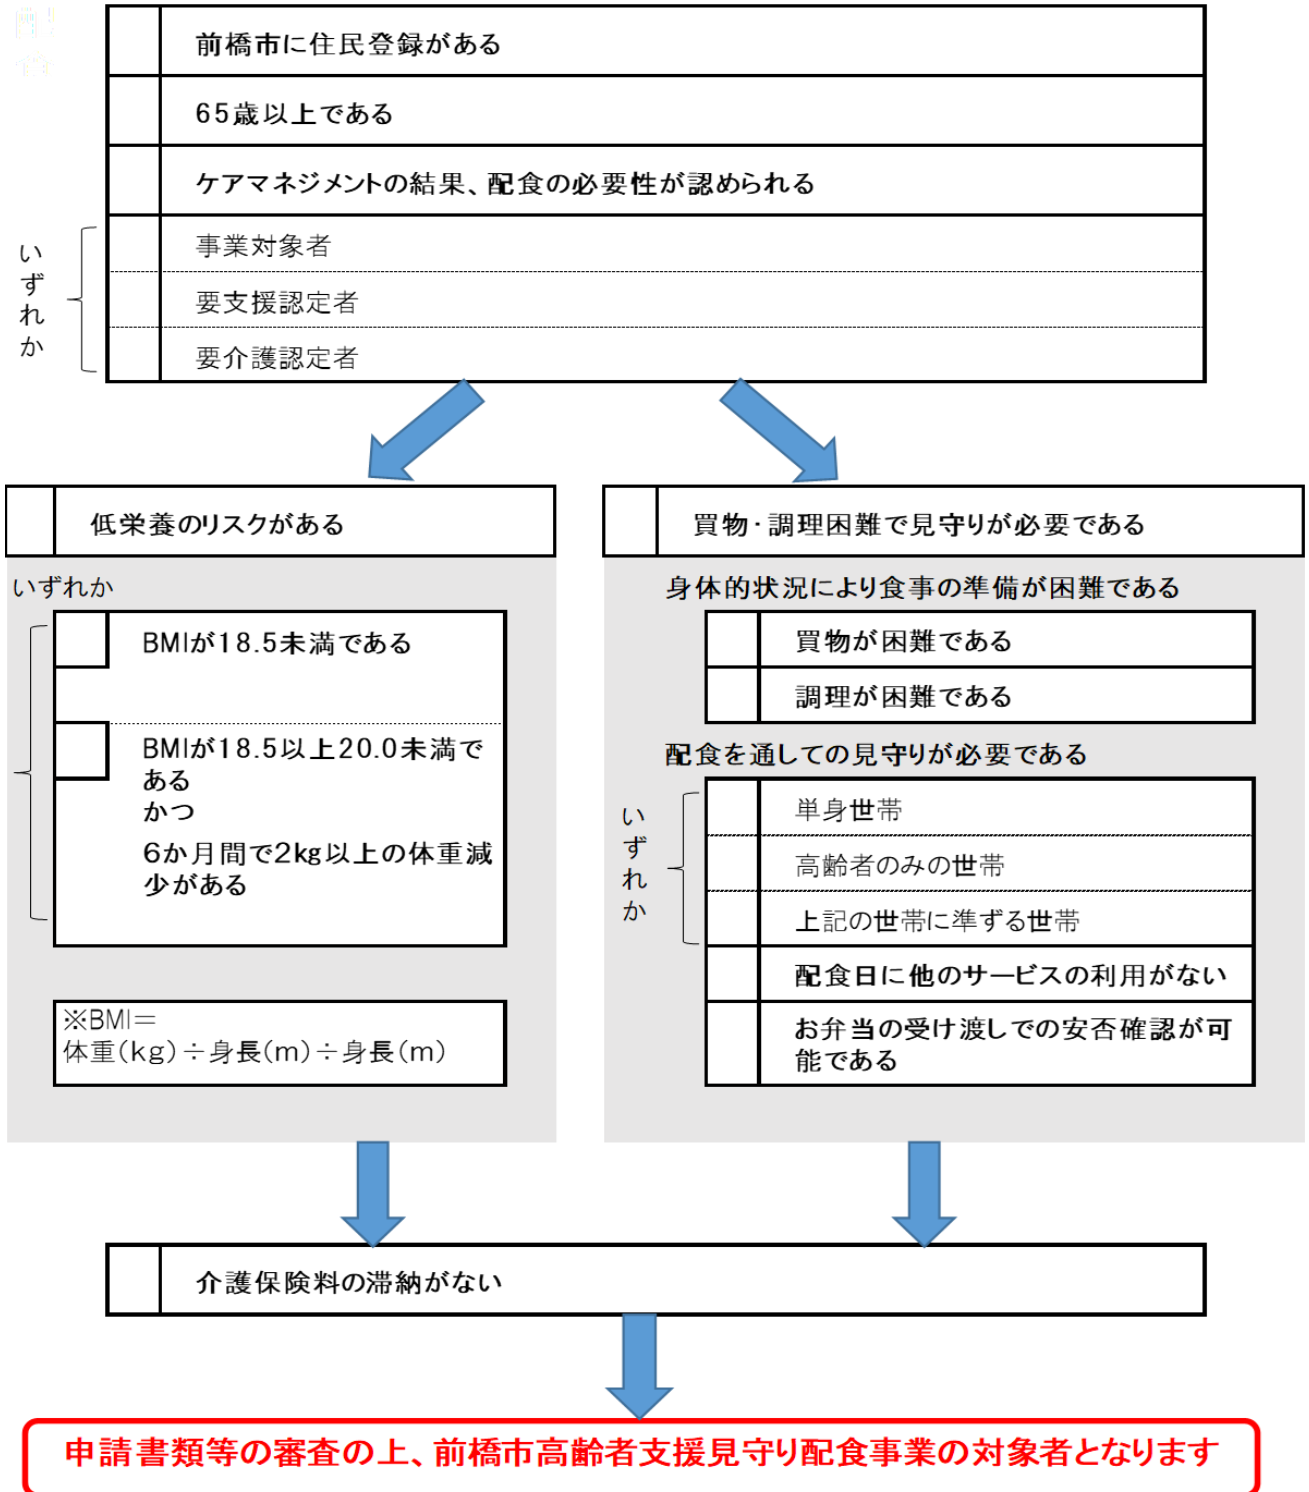 前橋市に住民登録がある
65歳以上である
ケアマネジメントの結果、配食の必要性が認められる
いずれか
事業対象者
要支援認定者
要介護認定者
低栄養のリスクがある
いずれか
BMIが18.5未満である
BMIが18.5以上20.0未満で
ある
かつ
6か月間で2kg以上の体重減
少がある
※BMI＝
体重(kg)÷身長(m)÷身長(m)
買物・調理困難で見守りが必要である
身体的状況により食事の準備が困難である
買物が困難である
調理が困難である
配食を通しての見守りが必要である
いずれか
単身世帯
高齢者のみの世帯
上記の世帯に準ずる世帯
配食日に他のサービスの利用がない
お弁当の受け渡しでの安否確認が可
能である
介護保険料の滞納がない
申請書類等の審査の上、前橋市高齢者支援見守り配食事業の対象者となります